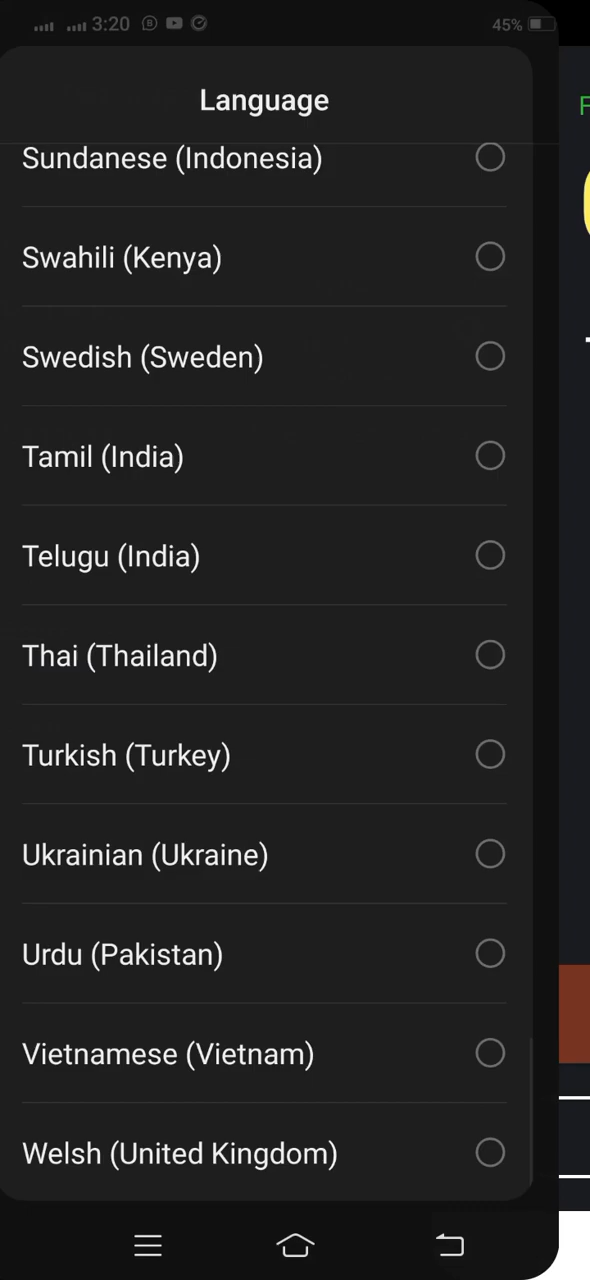 3:20
45%
F
Language
Sundanese (Indonesia)
Swahili (Kenya)
Swedish (Sweden)
Tamil (India)
Telugu (India)
Thai (Thailand)
Turkish (Turkey)
Ukrainian (Ukraine)
Urdu (Pakistan)
Vietnamese (Vietnam)
Welsh (United Kingdom)